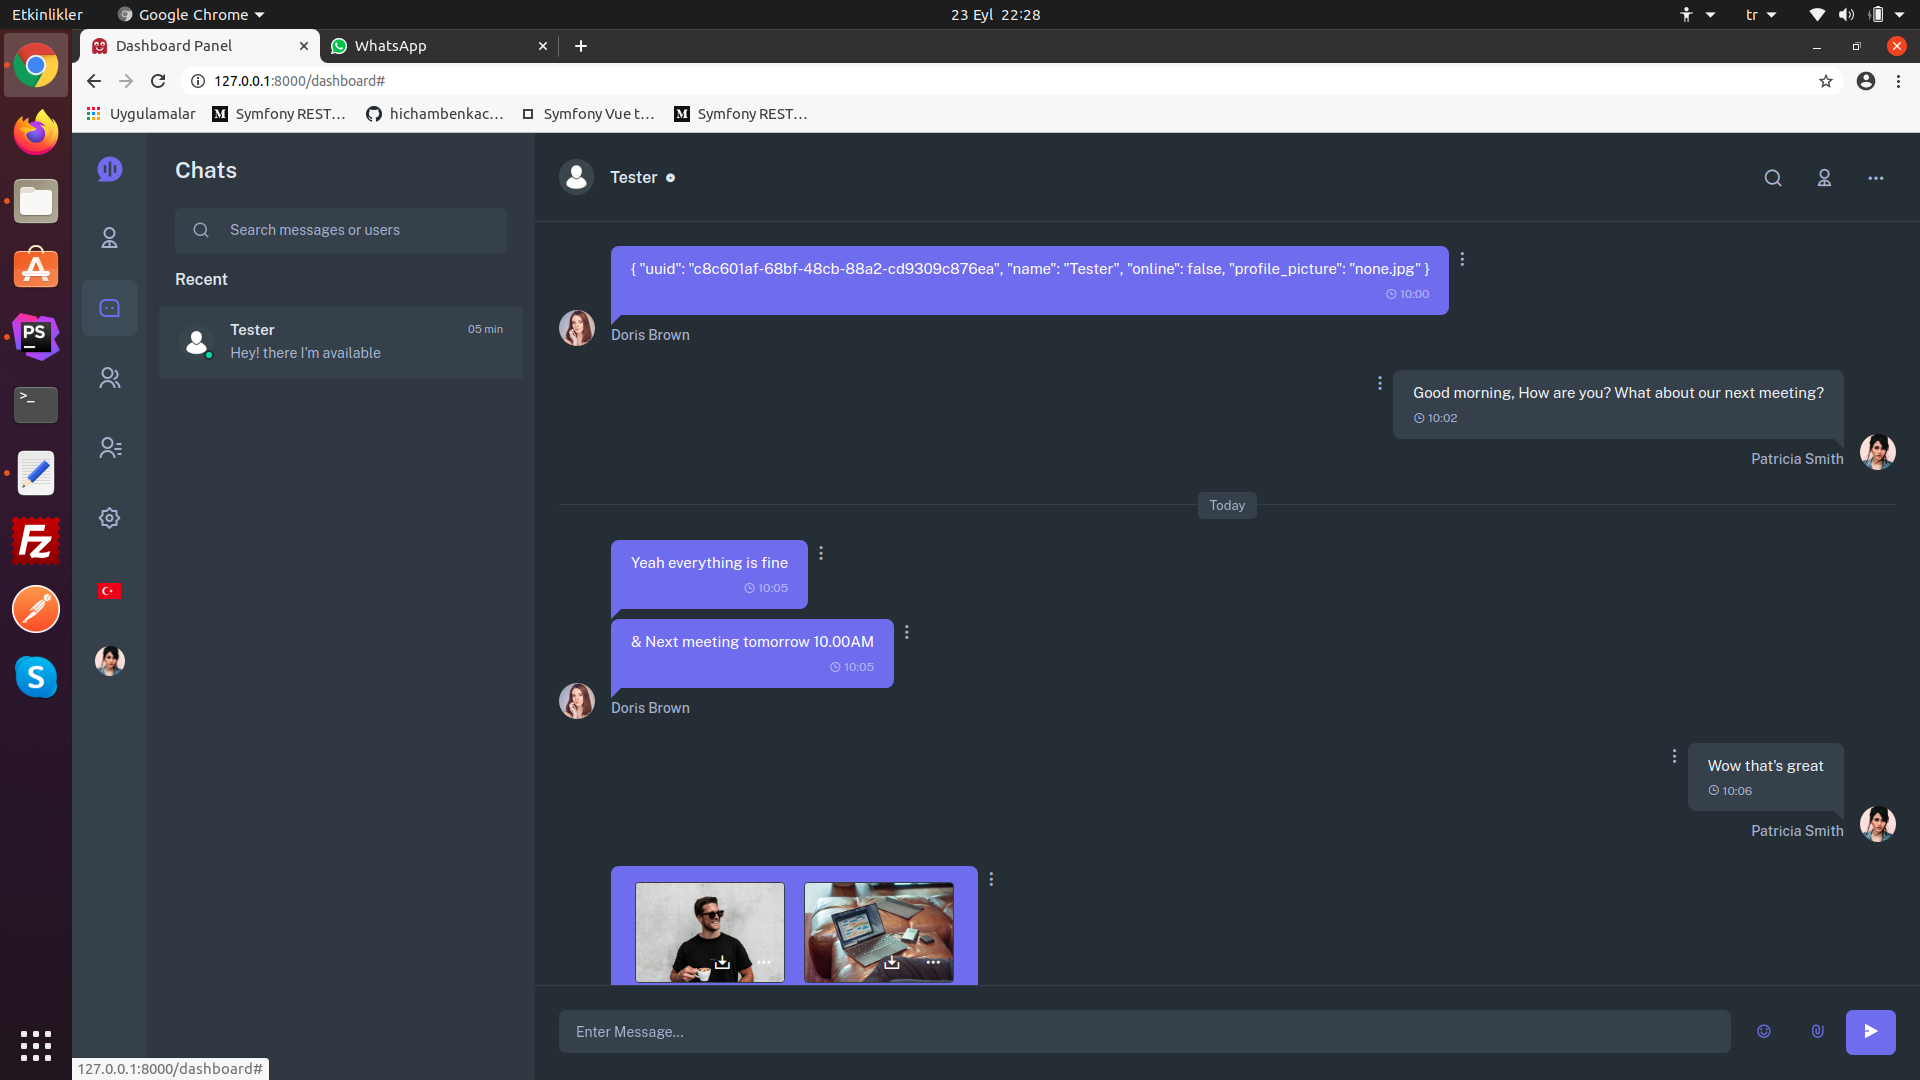 Etkinlikler
Google Chrome
23 Eyl 22:28
tr
Dashboard Panel
WhatsApp
127.0.0.1:8000/dashboard#
Uygulamalar
Symfony REST...
hichambenkac...
Symfony Vue t...
Symfony REST...
Chats
Search messages or users
Recent
Tester
05 min
Hey! there I'm available
Tester
{ "uuid": "c8c601af-68bf-48cb-88a2-cd9309c876ea", "name": "Tester", "online": false, "profile_picture": "none.jpg" }
10:00
Doris Brown
Good morning, How are you? What about our next meeting?
10:02
Patricia Smith
Today
Yeah everything is fine
10:05
& Next meeting tomorrow 10.00AM
10:05
Doris Brown
Wow that's great
10:06
Patricia Smith
Enter Message...
127.0.0.1:8000/dashboard#
PS
>_
Fz
S
M
M